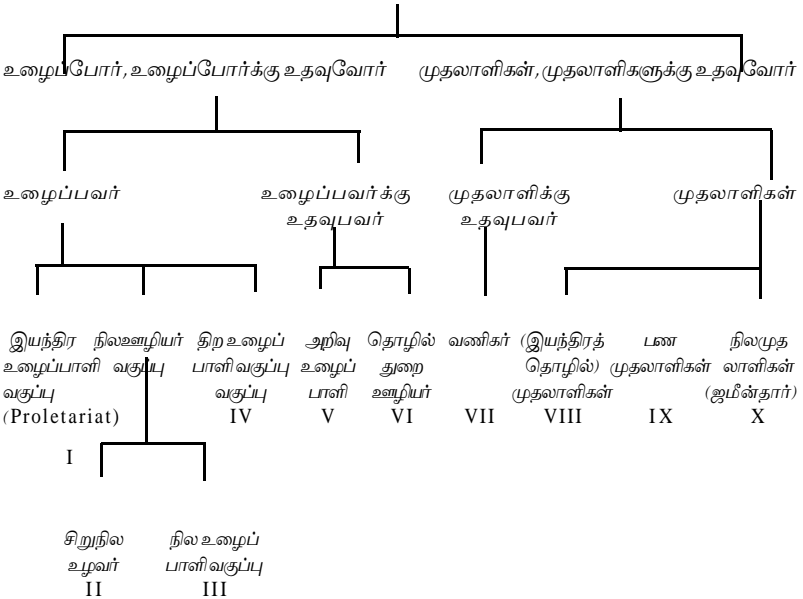 உழைப்போர், உழைப்போர்க்கு உதவுவோர் முதலாளிகள், முதலாளிகளுக்கு உதவுவோர்
உழைப்பவர் உழைப்பவர்க்கு முதலாளிக்கு முதலாளிகள்
உதவுபவர் உதவுபவர்
இயந்திர நிலஊழியர் திற உழைப் அறிவு தொழில் வணிகர் (இயந்திரத் பண நிலமுத
உழைப்பாளி வகுப்பு பாளி வகுப்பு உழைப் துறை தொழில்) முதலாளிகள் லாளிகள்
வகுப்பு வகுப்பு பாளி ஊழியர் முதலாளிகள் (ஜமீன்தார்)
(Proletariat) IV V VI VII VIII IX X
I
சிறுநில நில உழைப்
உழவர் பாளிவகுப்பு
II III